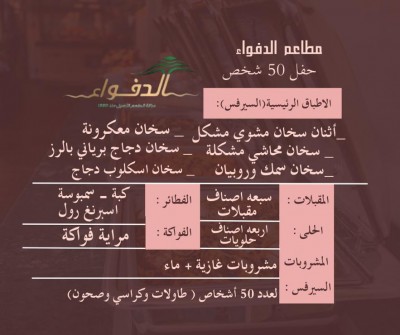 مطاعم الدفواء
حفل 50 شخص
الدفواء
الاطباق الرئيسية(السيرفس):
_أثنان سخان مشوي مشكل
_ سخان معكرونة
_ سخان محاشي مشكلة
_ سخان دجاج برياني بالرز
_سخان سمك وروبيان
_ سخان اسكلوب دجاج
المقبلات :
سبعه اصناف
مقبلات
الفطائر :
كبة _ سمبوسة
اسبرنغ رول
الحلى :
اربعه اصناف
حلويات
الفواكة :
مراية فواكة
المشروبات :
مشروبات غازية + ماء
السيرفس :
لعدد 50 أشخاص ( طاولات وكراسي وصحون)